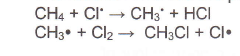 CH₄ + Cl˙ → CH₃˙ + HCl
CH₃• + Cl₂ → CH₃Cl + Cl•